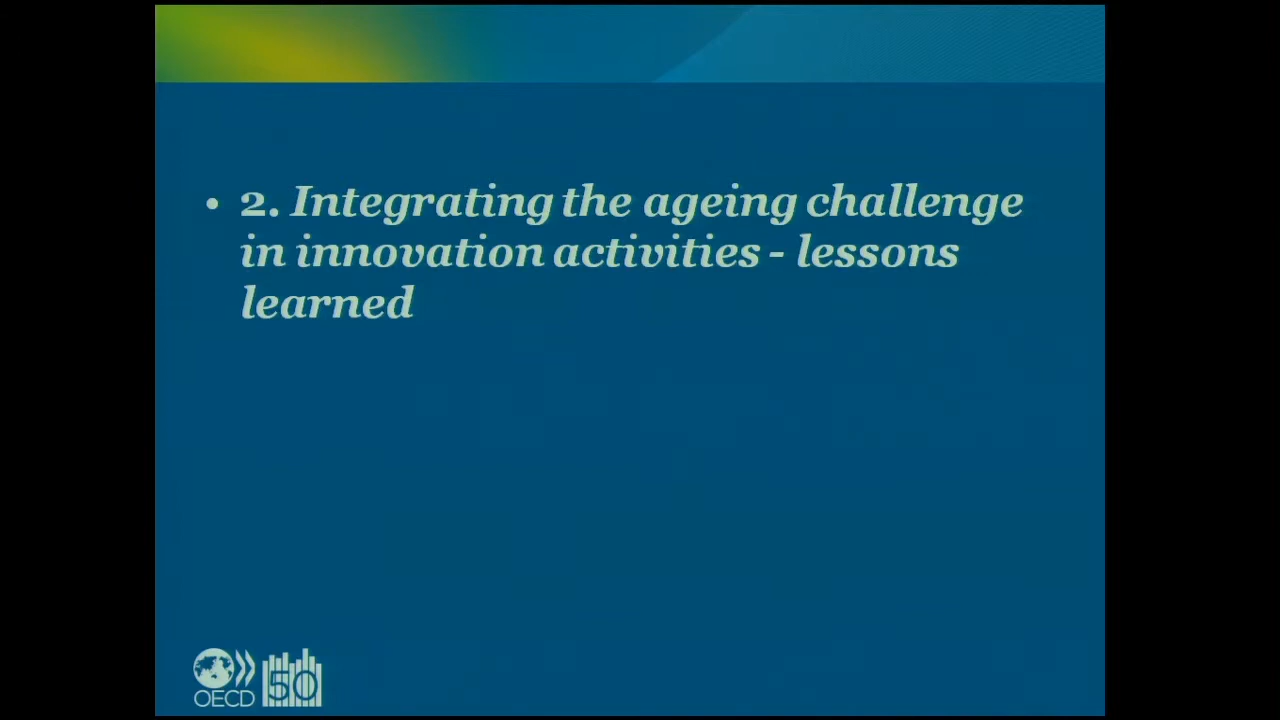 • 2. Integrating the ageing challenge
in innovation activities - lessons
learned
OECD 50